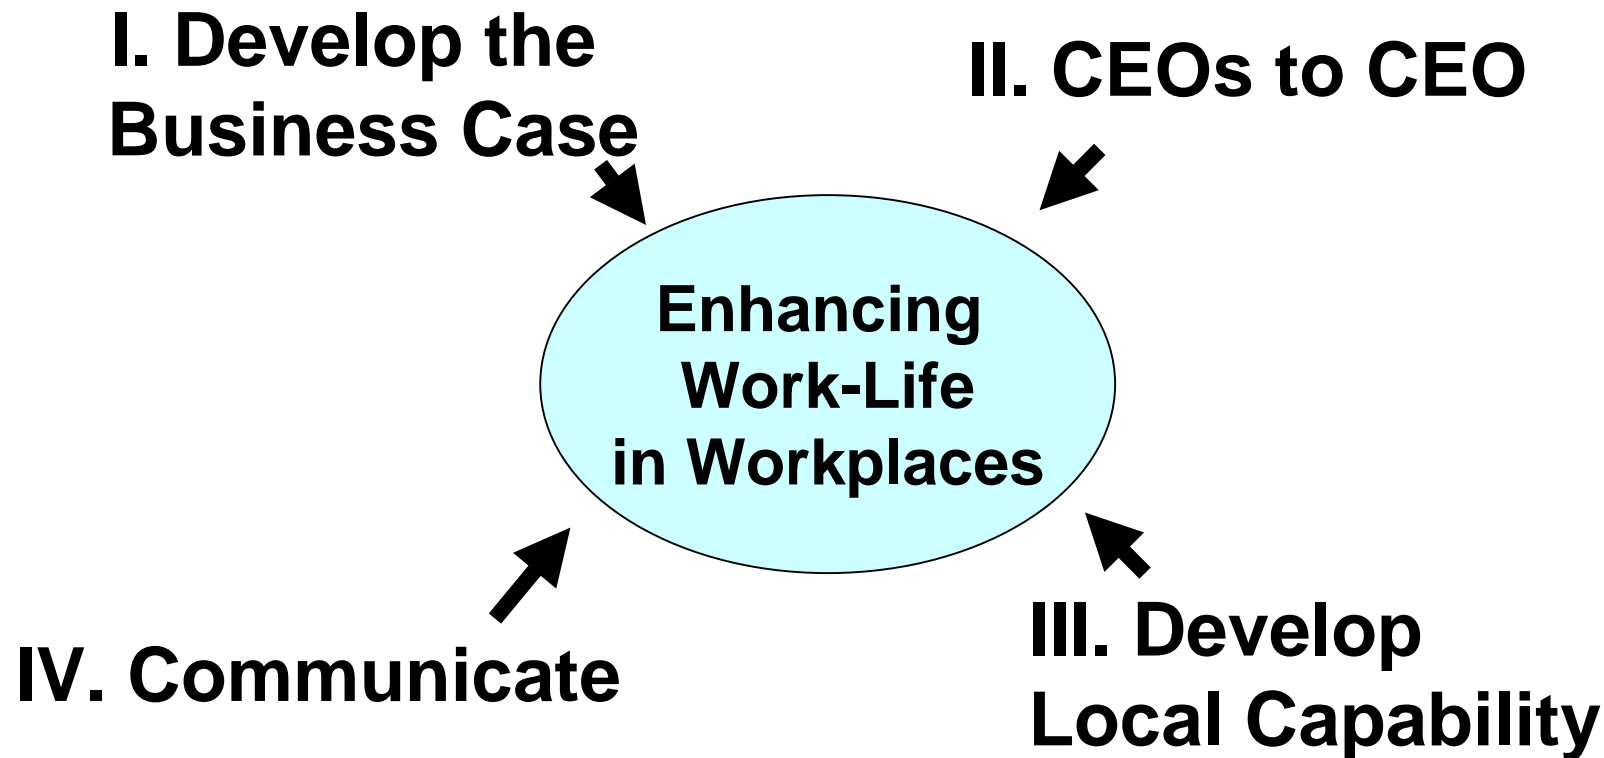 I. Develop the
Business Case
II. CEOs to CEO
Enhancing
Work-Life
in Workplaces
III. Develop
Local Capability
IV. Communicate